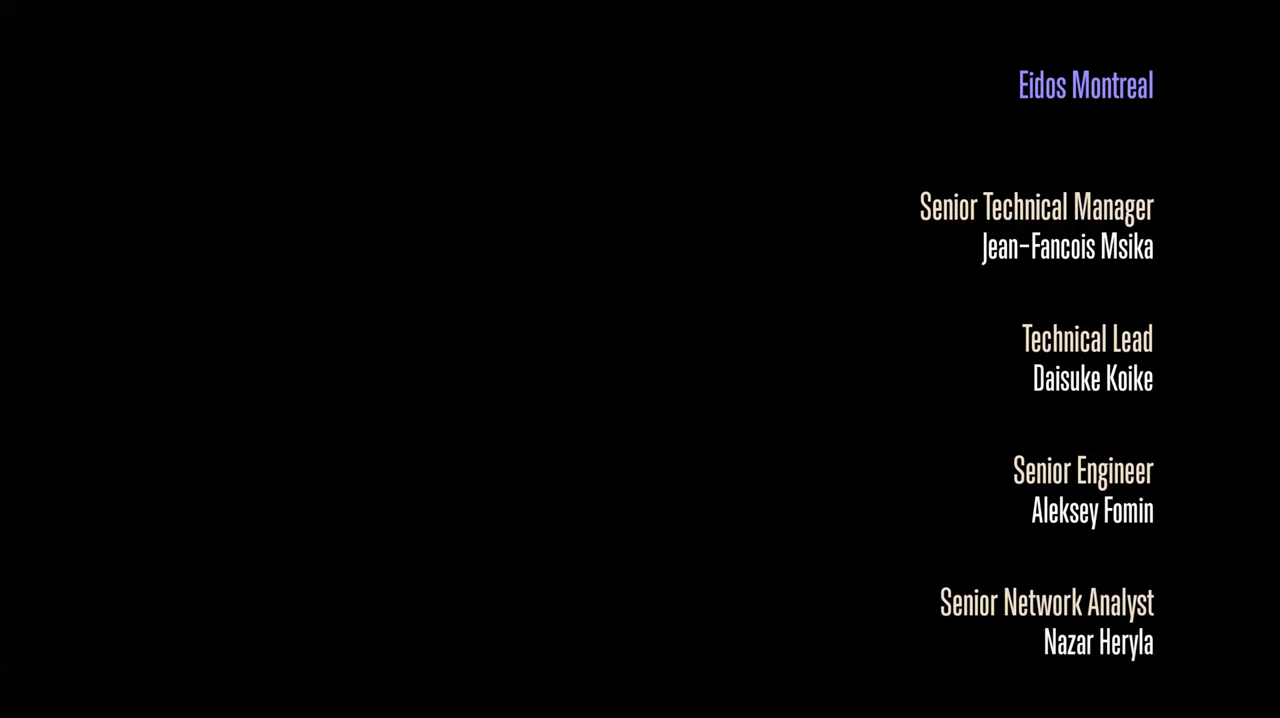 Eidos Montreal
Senior Technical Manager
Jean-Fancois Msika
Technical Lead
Daisuke Koike
Senior Engineer
Aleksey Fomin
Senior Network Analyst
Nazar Heryla